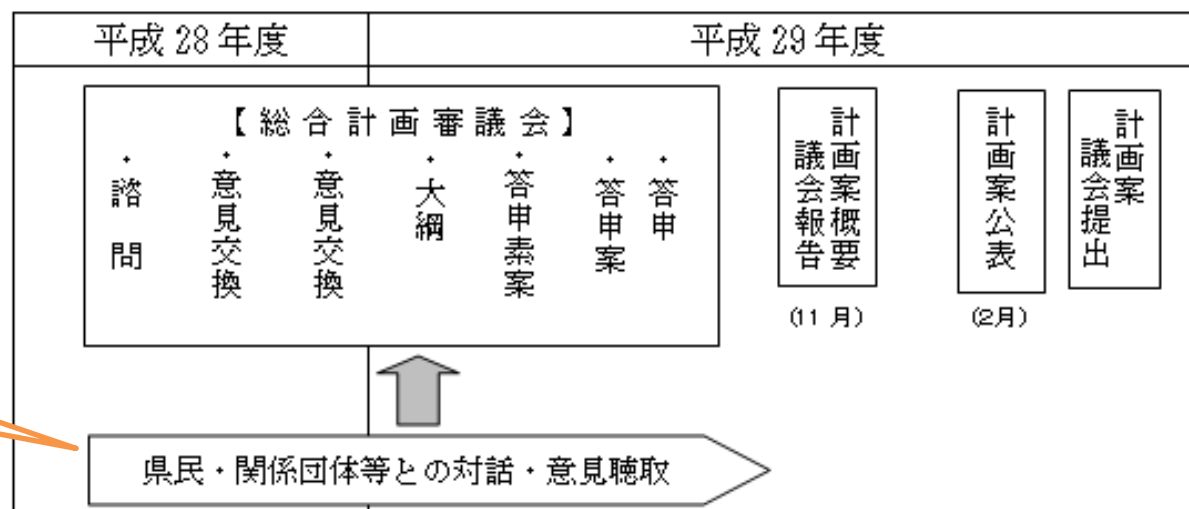 平成28年度
平成29年度
【総合計画審議会】
・諮問
・意見交換
・意見交換
・大綱
・答申素案
・答申案
・答申
計画案概要
議会報告
(11月)
計画案公表
(2月)
計画案
議会提出
県民・関係団体等との対話・意見聴取